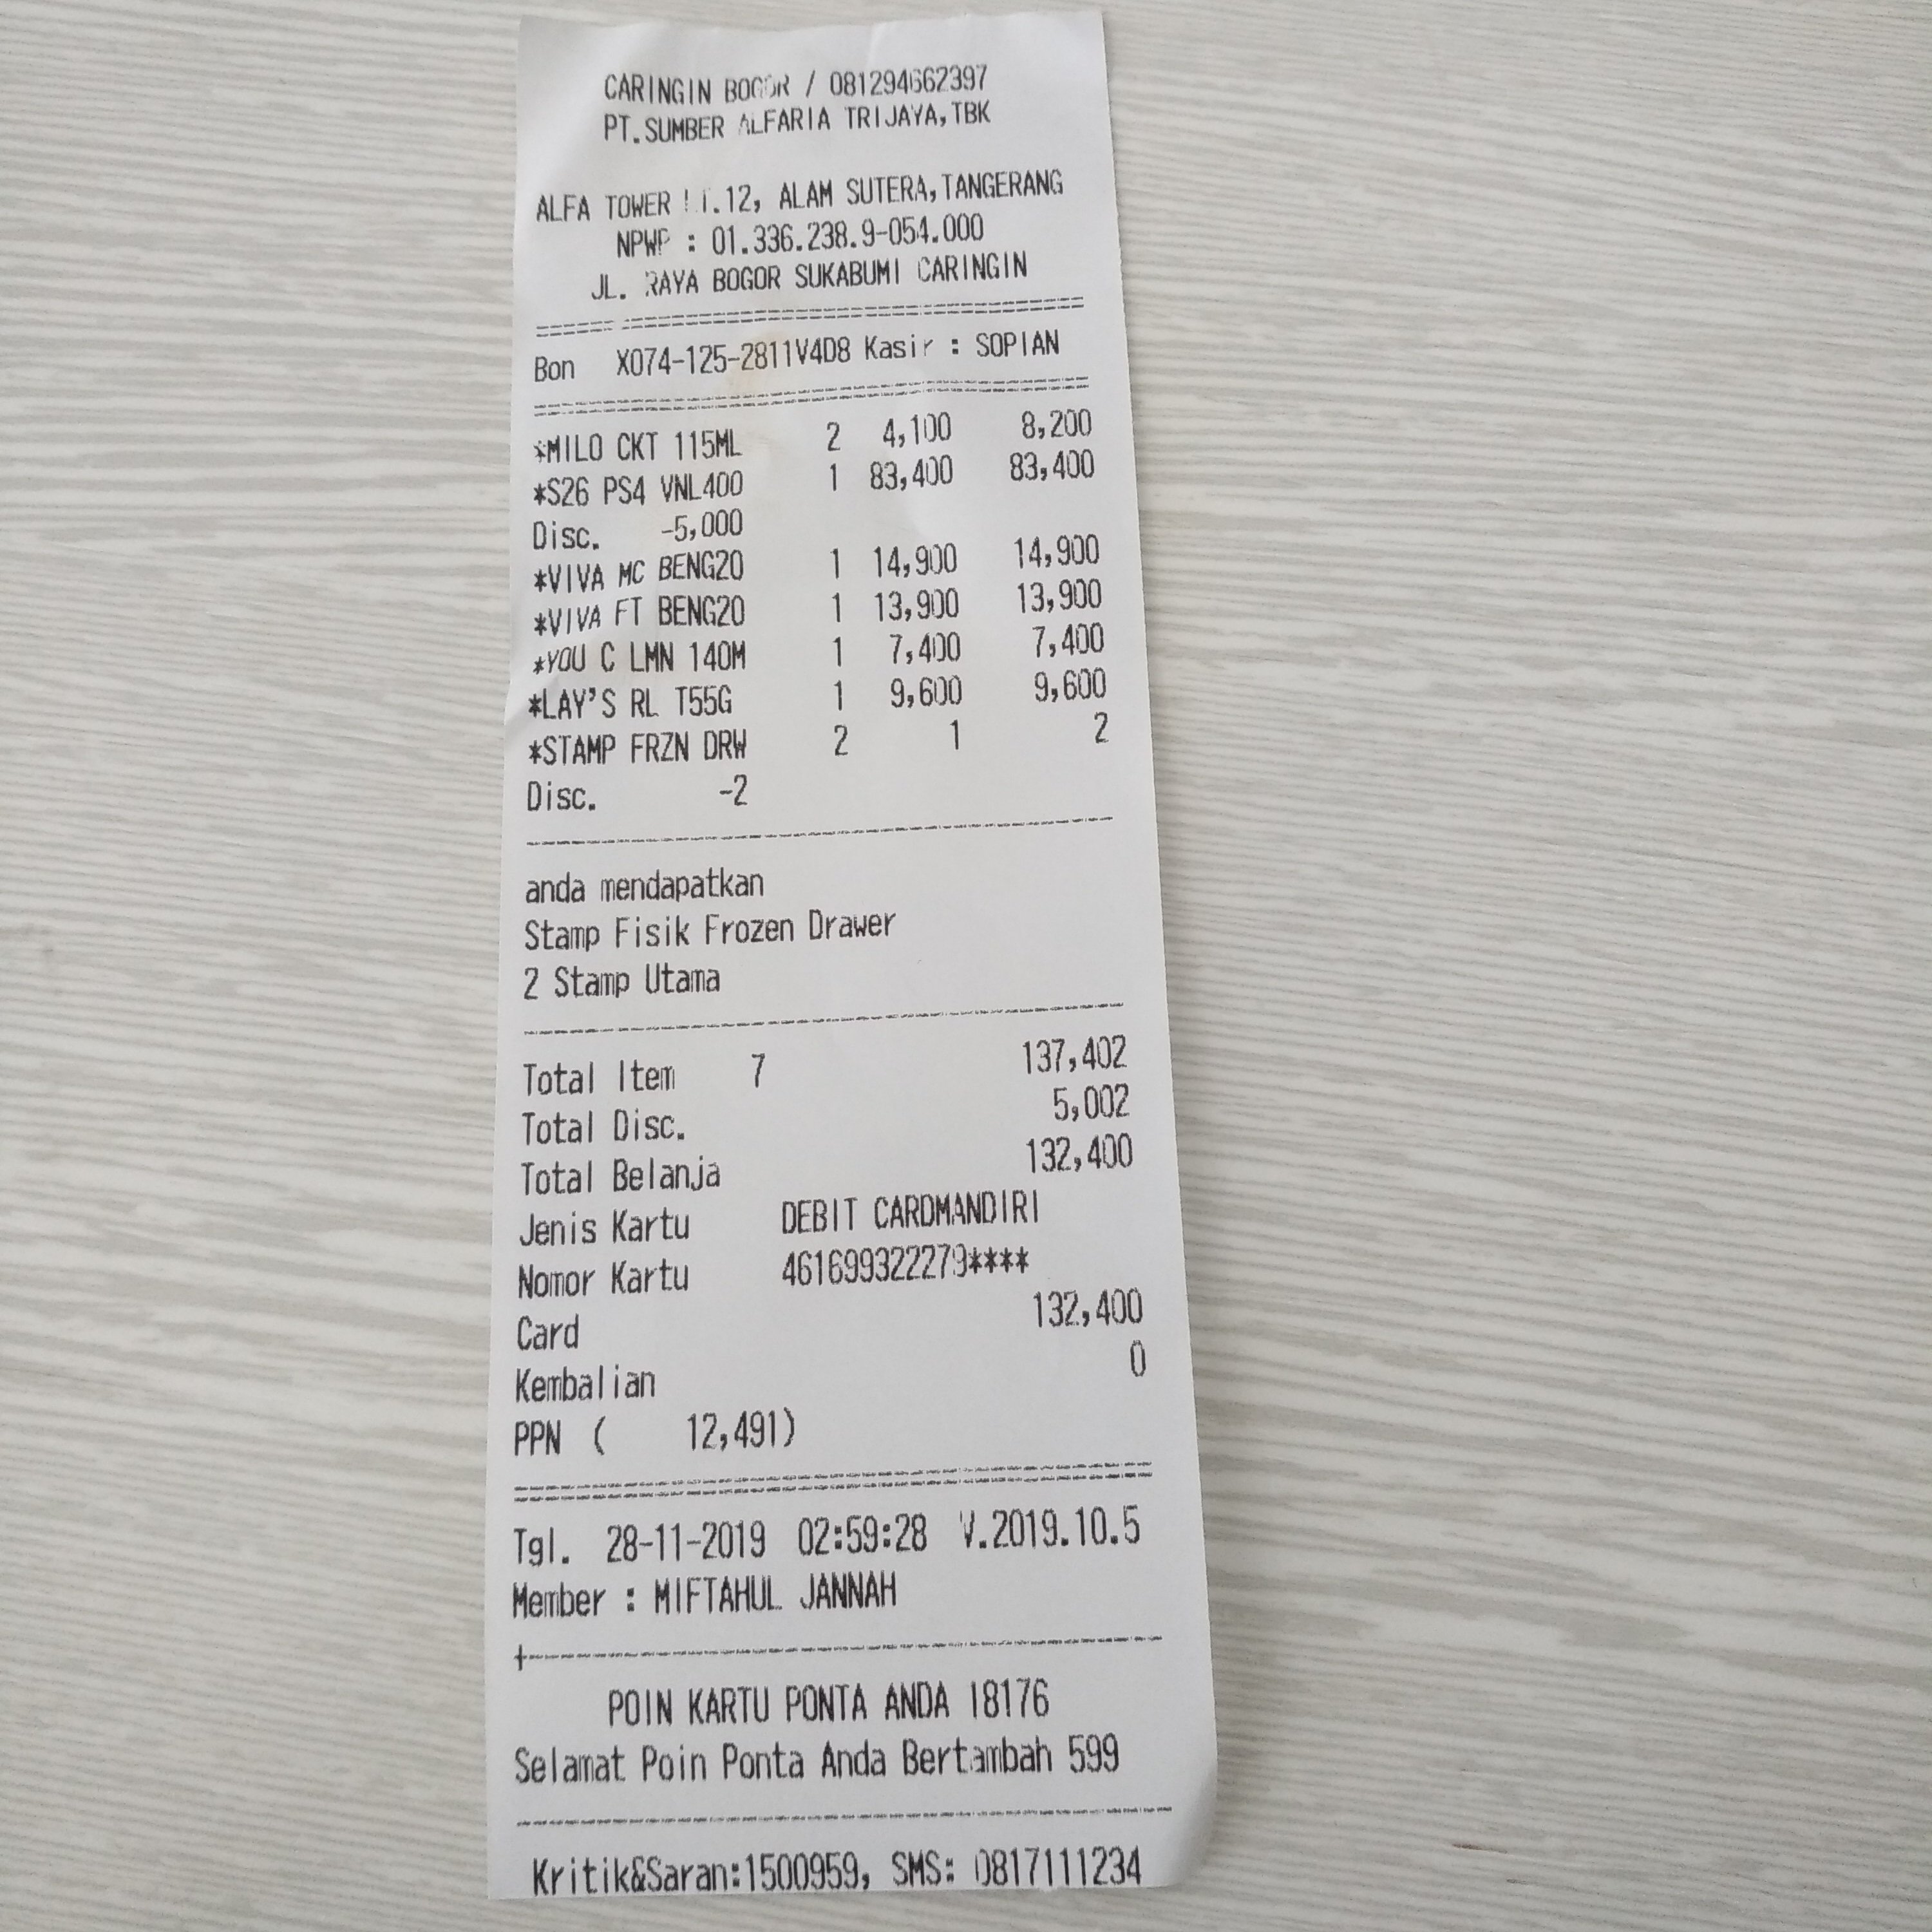 CARINGIN BOGOR / 081294662397
PT.SUMBER ALFARIA TRIJAYA,TBK
ALFA TOWER LT.12, ALAM SUTERA,TANGERANG
NPWP : 01.336.238.9-054.000
JL. RAYA BOGOR SUKABUMI CARINGIN
Bon X074-125-2811V4D8 Kasir : SOPIAN
*MILO CKT 115ML 2 4,100 8,200
*S26 PS4 VNL400 1 83,400 83,400
Disc. -5,000
*VIVA MC BENG20 1 14,900 14,900
*VIVA FT BENG20 1 13,900 13,900
*YOU C LMN 140M 1 7,400 7,400
*LAY'S RL T55G 1 9,600 9,600
*STAMP FRZN DRW 2 1 2
Disc. -2
anda mendapatkan
Stamp Fisik Frozen Drawer
2 Stamp Utama
Total Item 7 137,402
Total Disc. 5,002
Total Belanja 132,400
Jenis Kartu DEBIT CARDMANDIRI
Nomor Kartu 461699322279****
Card 132,400
Kembalian 0
PPN ( 12,491)
Tgl. 28-11-2019 02:59:28 V.2019.10.5
Member : MIFTAHUL JANNAH
POIN KARTU PONTA ANDA 18176
Selamat Poin Ponta Anda Bertambah 599
Kritik&Saran:1500959, SMS: 0817111234